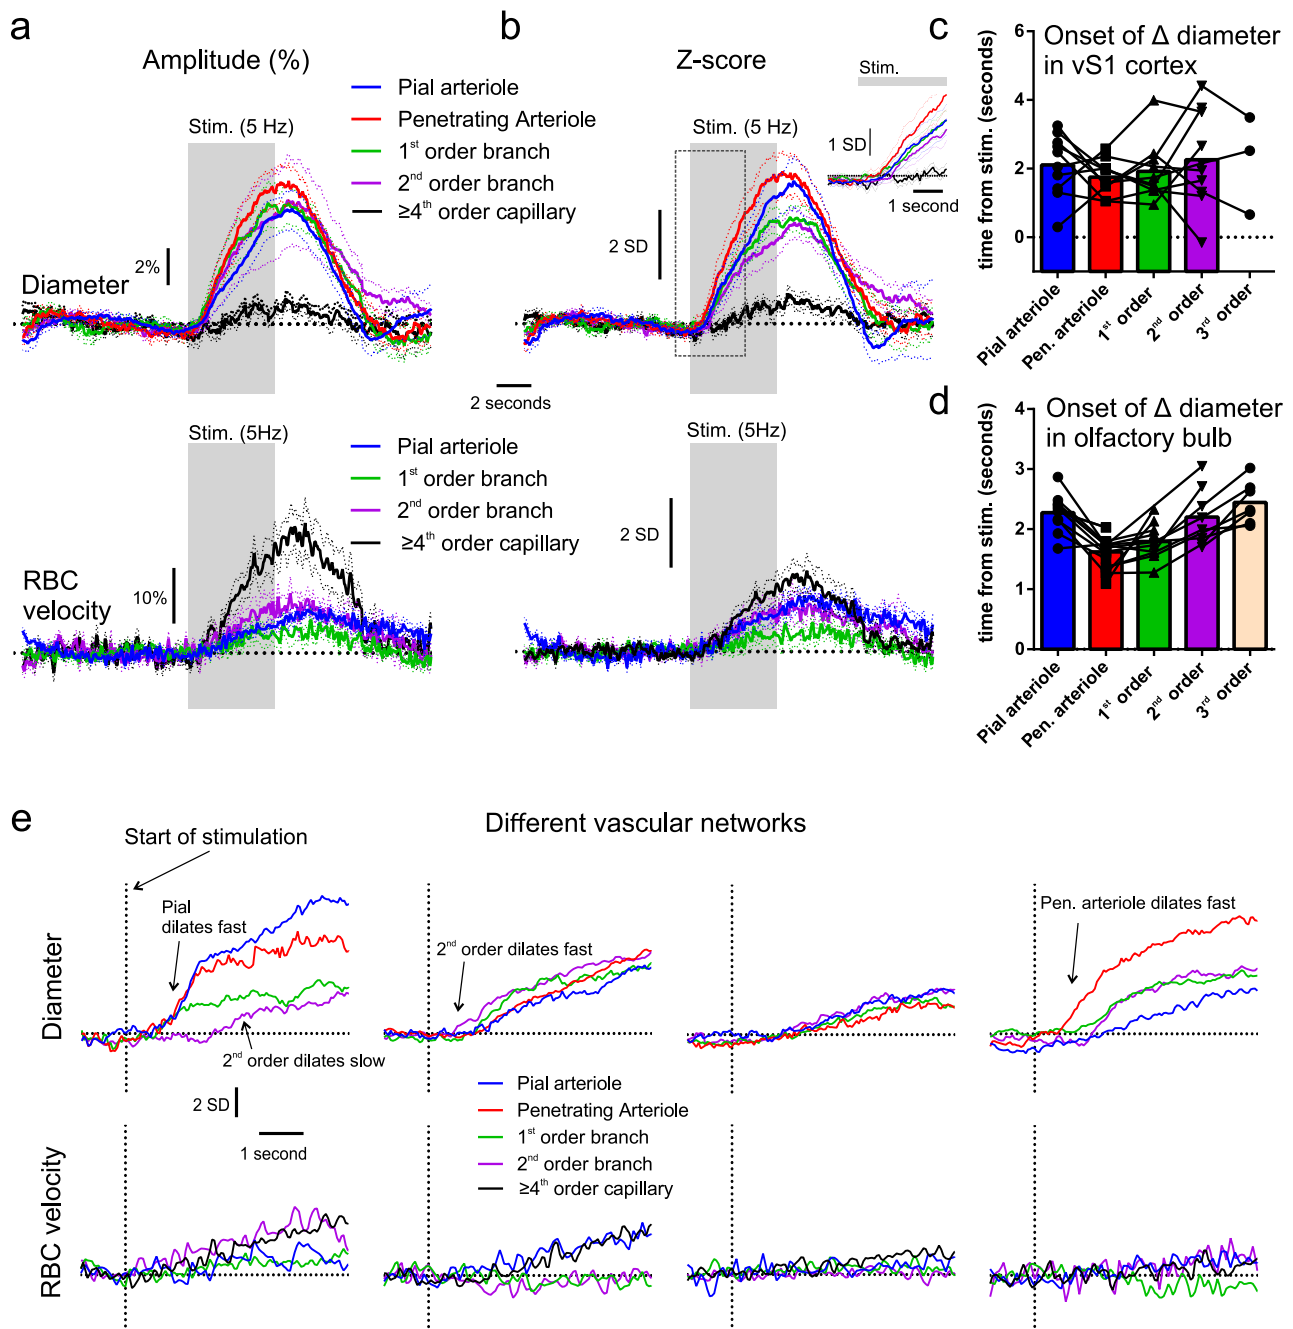 a
Amplitude (%)
Pial arteriole
Penetrating Arteriole
1st order branch
2nd order branch
≥4th order capillary
Stim. (5 Hz)
2%
Diameter
b
Z-score
Stim.
Stim. (5 Hz)
1 SD
1 second
2 SD
2 seconds
Stim. (5Hz)
Pial arteriole
1st order branch
2nd order branch
≥4th order capillary
RBC
velocity
10%
Stim. (5Hz)
2 SD
c
Onset of Δ diameter
in vS1 cortex
time from stim. (seconds)
6
4
2
0
Pial arteriole
Pen. arteriole
1st order
2nd order
3rd order
d
Onset of Δ diameter
in olfactory bulb
time from stim. (seconds)
4
3
2
1
0
Pial arteriole
Pen. arteriole
1st order
2nd order
3rd order
e
Start of stimulation
Different vascular networks
Diameter
Pial
dilates fast
2nd order dilates slow
2nd order dilates fast
Pen. arteriole dilates fast
2 SD
1 second
Pial arteriole
Penetrating Arteriole
1st order branch
2nd order branch
≥4th order capillary
RBC velocity